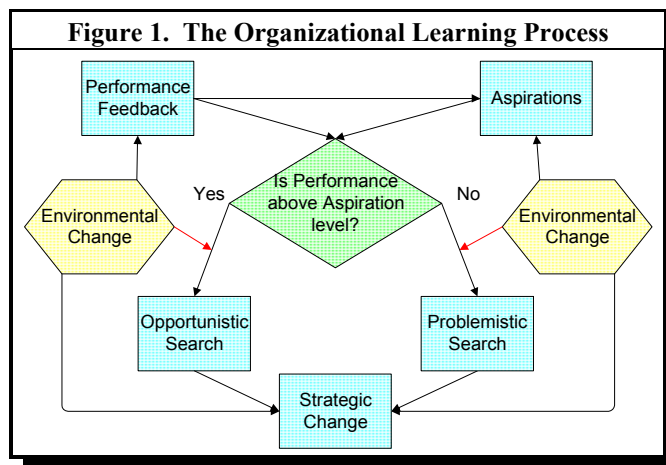 Figure 1.  The Organizational Learning Process
Performance
Feedback
Aspirations
Is Performance
above Aspiration
level?
Yes
No
Environmental
Change
Environmental
Change
Opportunistic
Search
Problemistic
Search
Strategic
Change